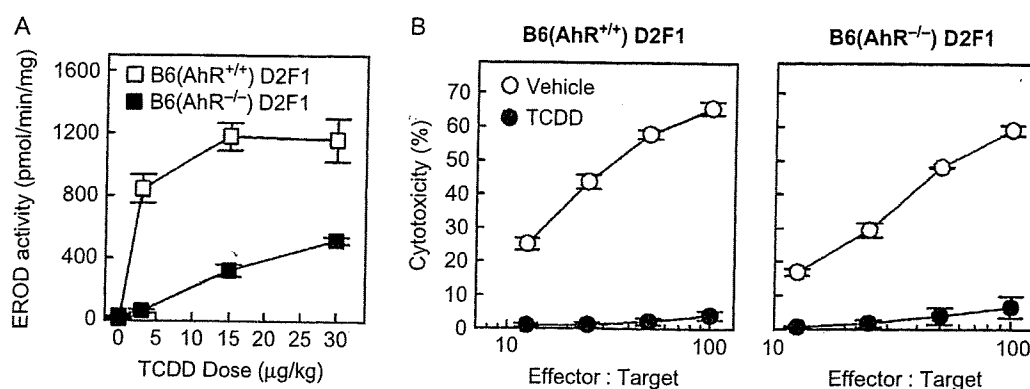 A
EROD activity (pmol/min/mg)
1600
1200
800
400
0
B6(AhR+/+) D2F1
B6(AhR−/−) D2F1
0 5 10 15 20 25 30
TCDD Dose (μg/kg)
B
B6(AhR+/+) D2F1
B6(AhR−/−) D2F1
Cytotoxicity (%)
70
60
50
40
30
20
10
0
Vehicle
TCDD
10 100
10 100
Effector : Target
Effector : Target